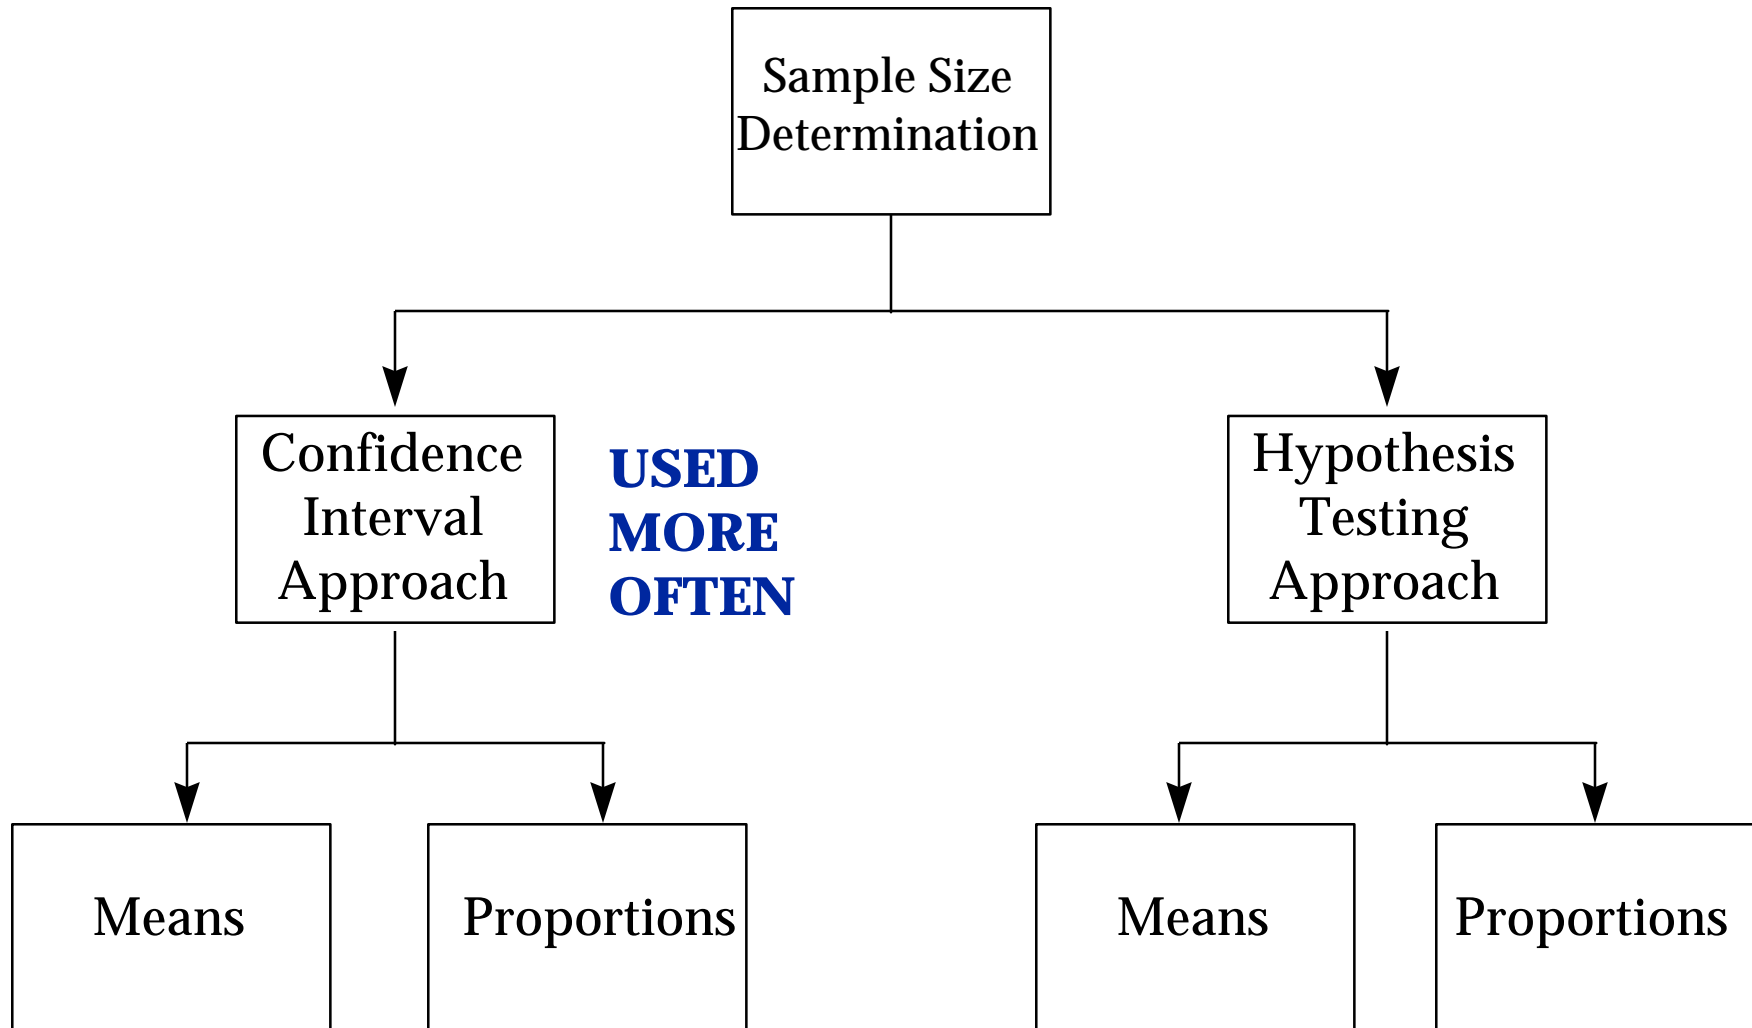 Sample Size
Determination
Confidence
Interval
Approach
USED
MORE
OFTEN
Hypothesis
Testing
Approach
Means
Proportions
Means
Proportions